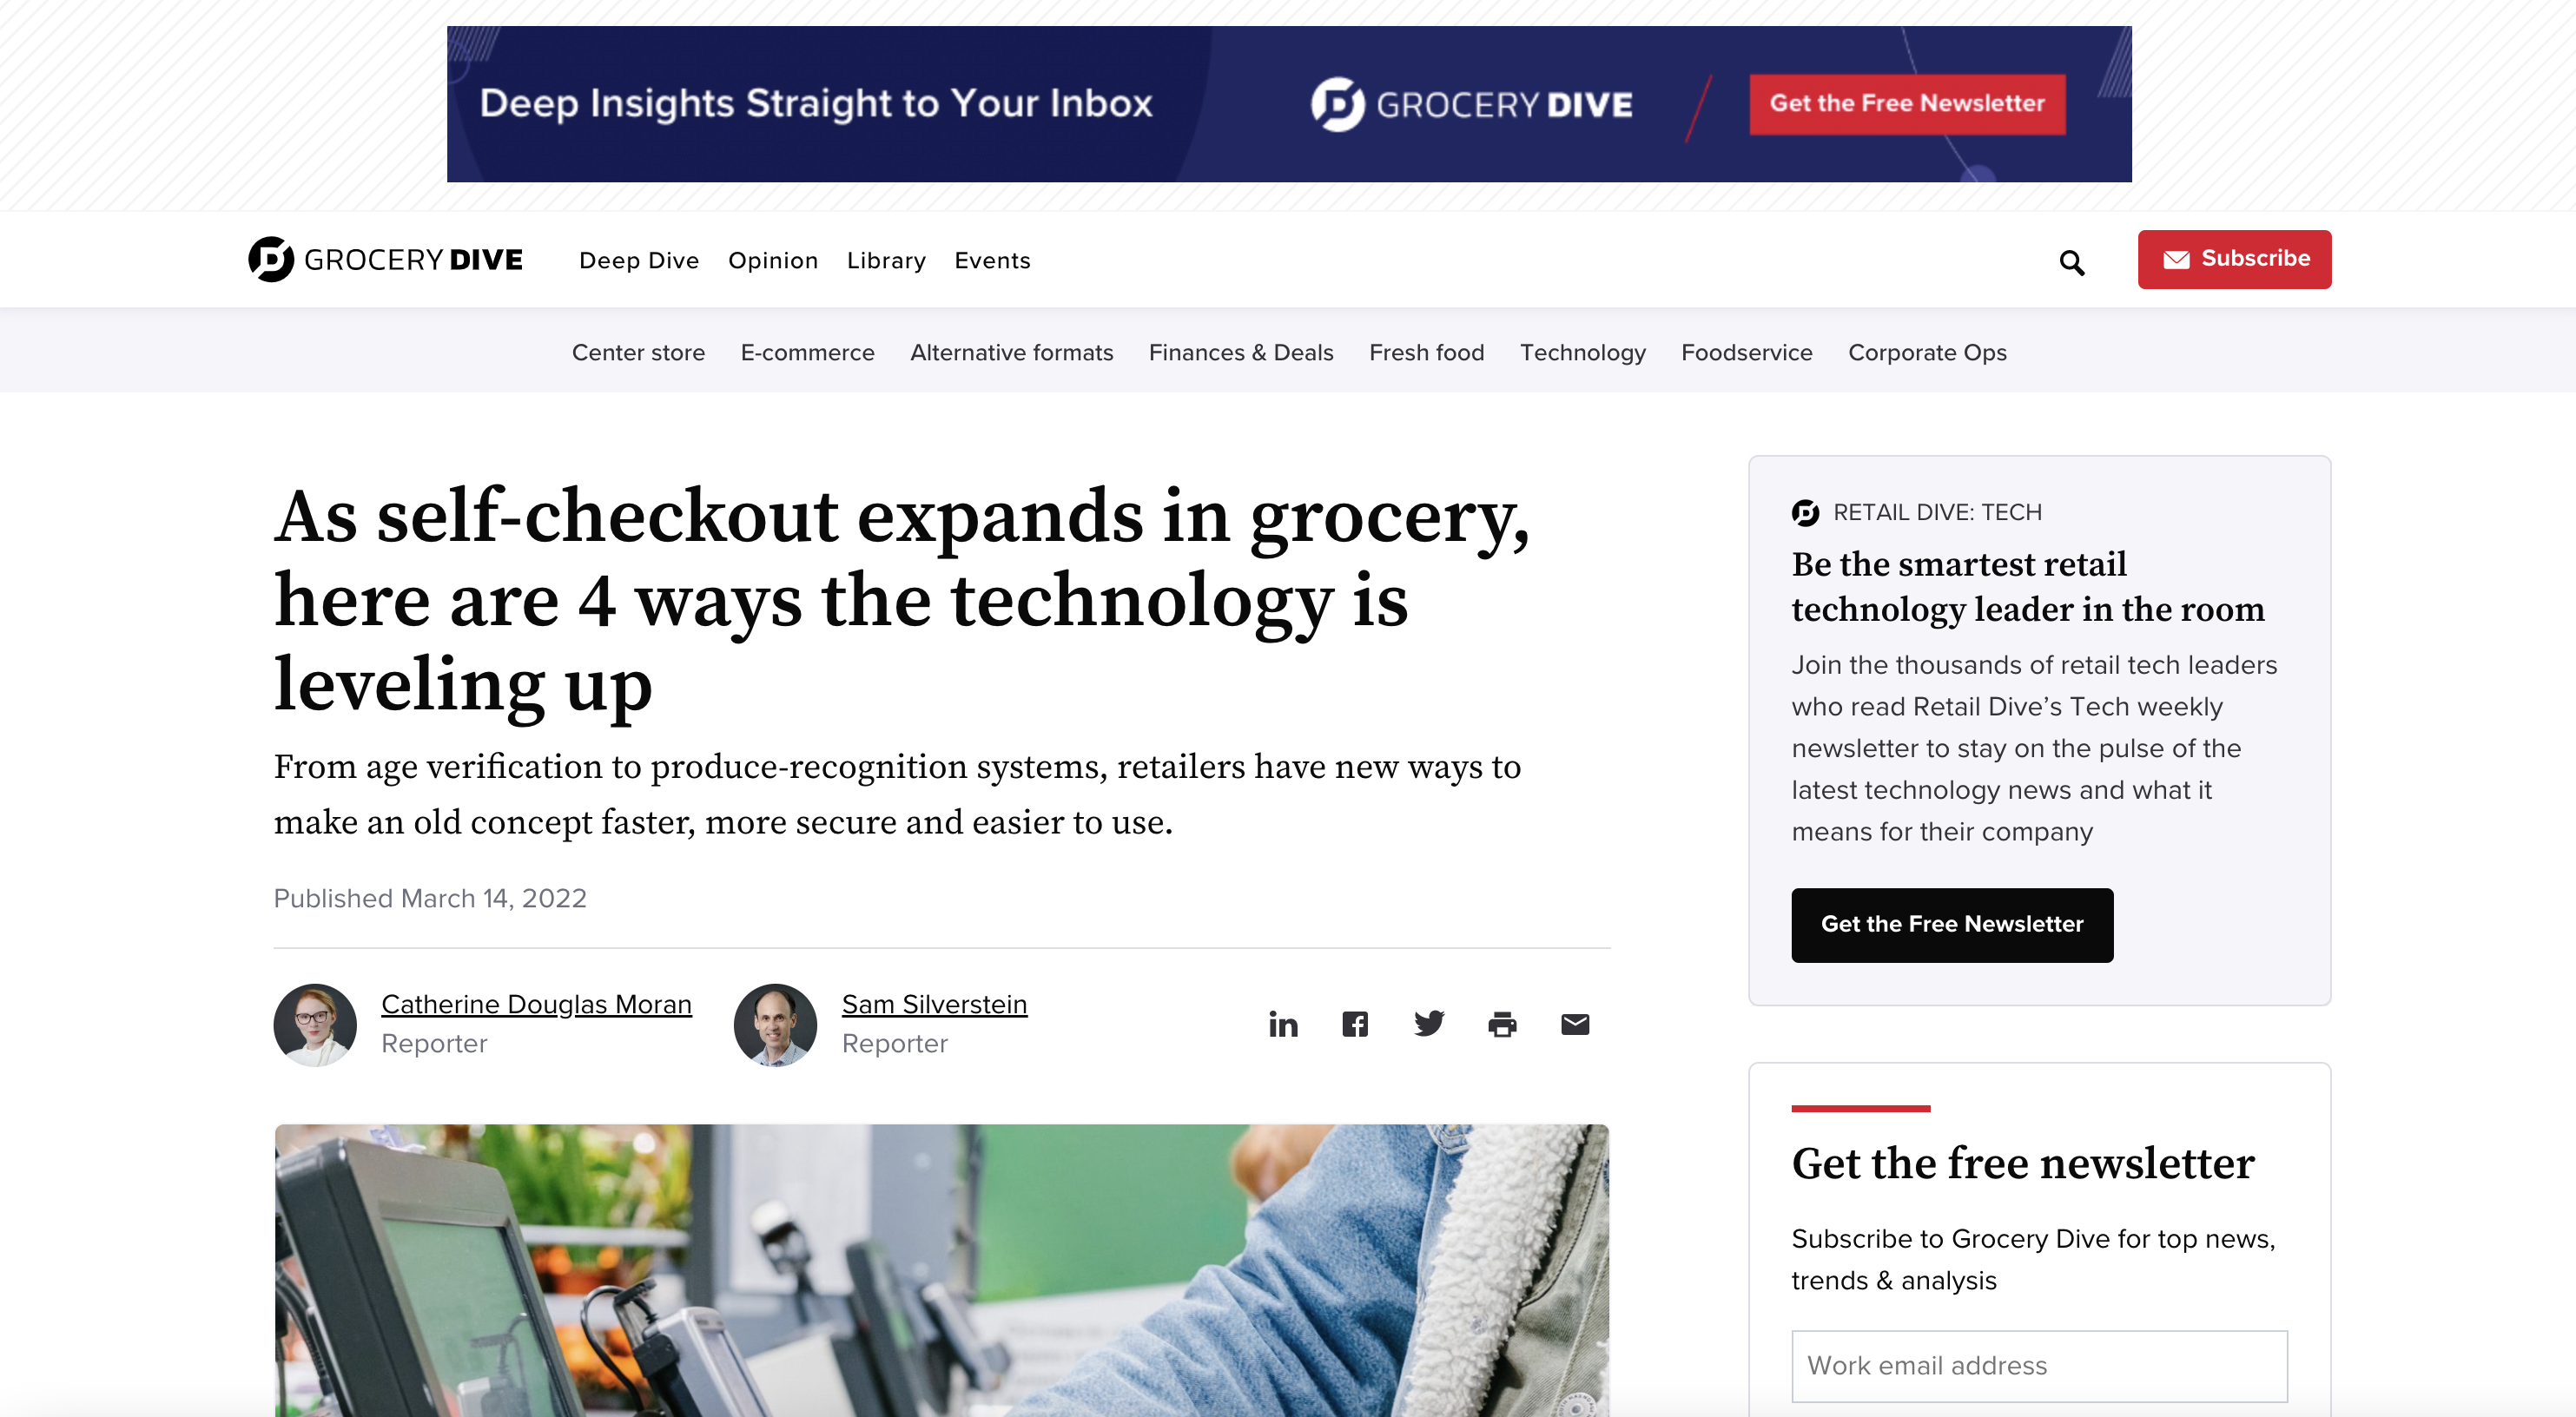 Deep Insights Straight to Your Inbox
GROCERY DIVE
Get the Free Newsletter
GROCERY DIVE
Deep Dive
Opinion
Library
Events
Subscribe
Center store
E-commerce
Alternative formats
Finances & Deals
Fresh food
Technology
Foodservice
Corporate Ops
As self-checkout expands in grocery,
here are 4 ways the technology is
leveling up
From age verification to produce-recognition systems, retailers have new ways to
make an old concept faster, more secure and easier to use.
Published March 14, 2022
Catherine Douglas Moran
Reporter
Sam Silverstein
Reporter
RETAIL DIVE: TECH
Be the smartest retail
technology leader in the room
Join the thousands of retail tech leaders
who read Retail Dive’s Tech weekly
newsletter to stay on the pulse of the
latest technology news and what it
means for their company
Get the Free Newsletter
Get the free newsletter
Subscribe to Grocery Dive for top news,
trends & analysis
Work email address